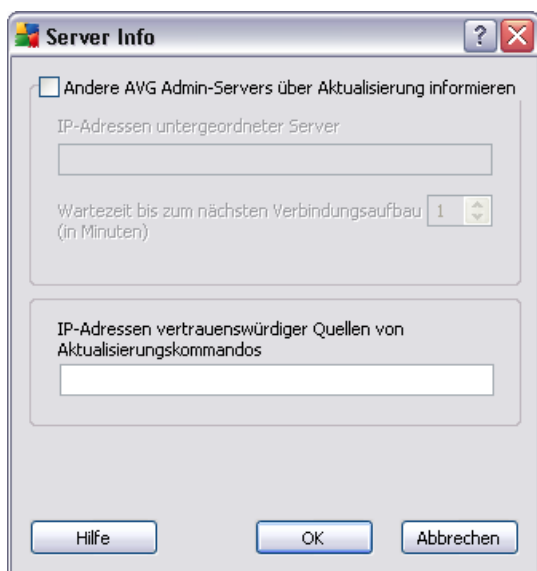 Server Info
?
Andere AVG Admin-Servers über Aktualisierung informieren
IP-Adressen untergeordneter Server
Wartezeit bis zum nächsten Verbindungsaufbau 1
(in Minuten)
IP-Adressen vertrauenswürdiger Quellen von
Aktualisierungskommandos
Hilfe OK Abbrechen